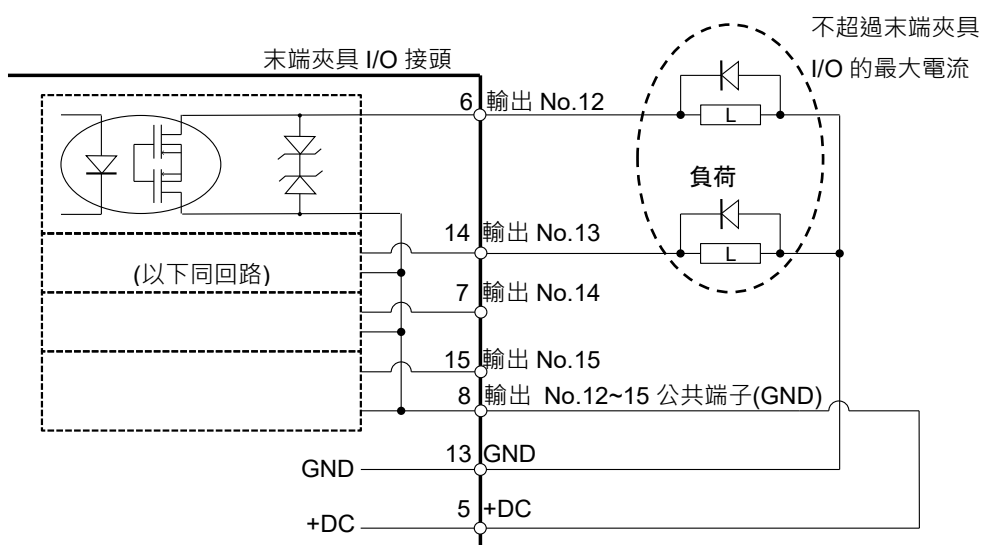 不超過末端夾具
I/O 的最大電流
末端夾具 I/O 接頭
6 輸出 No.12
L
負荷
14 輸出 No.13
L
(以下同回路)
7 輸出 No.14
15 輸出 No.15
8 輸出 No.12~15 公共端子(GND)
GND 13 GND
+DC 5 +DC